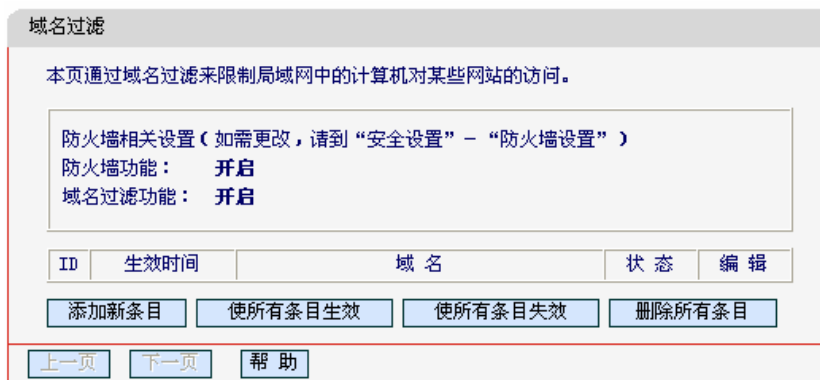 域名过滤
本页通过域名过滤来限制局域网中的计算机对某些网站的访问。
防火墙相关设置(如需更改，请到“安全设置”－“防火墙设置”)
防火墙功能： 开启
域名过滤功能： 开启
ID 生效时间 域 名 状 态 编 辑
添加新条目 使所有条目生效 使所有条目失效 删除所有条目
上一页 下一页 帮 助